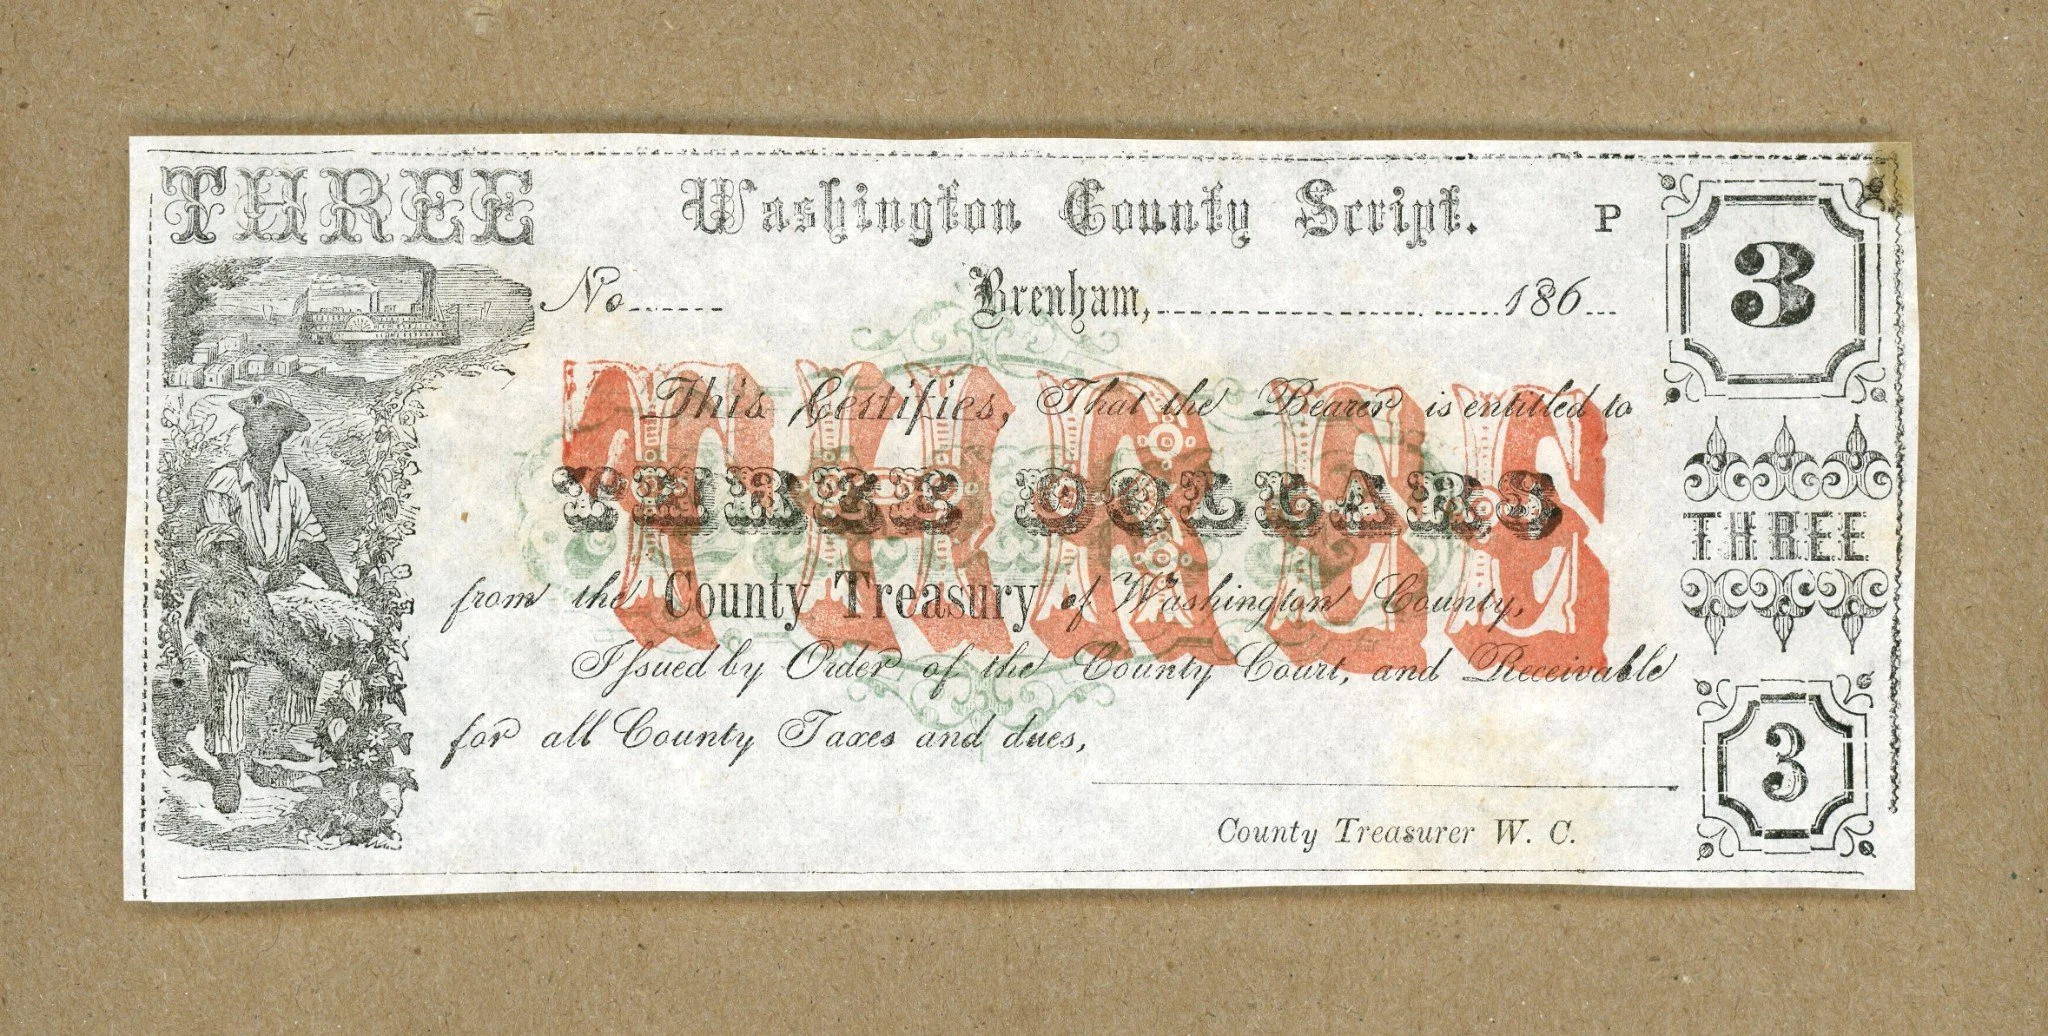 THREE
Washington County Script.
P
3
No
Brenham, 186
This Certifies, That the Bearer is entitled to
THREE
THREE DOLLARS
from the County Treasury of Washington County,
Issued by Order of the County Court, and Receivable
for all County Taxes and dues,
County Treasurer W. C.
THREE
3